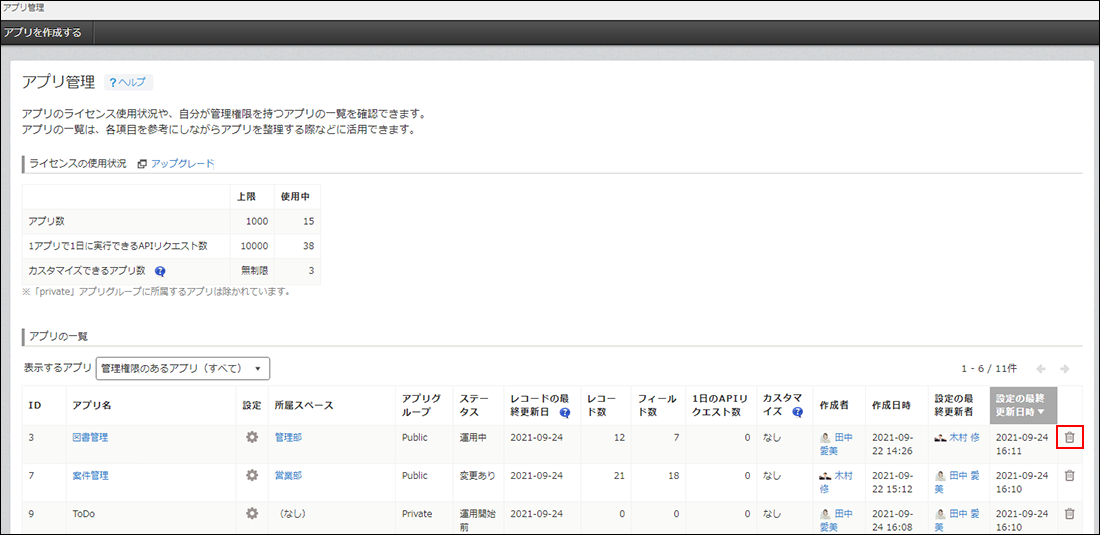 アプリ管理
アプリを作成する
アプリ管理 ?ヘルプ
アプリのライセンス使用状況や、自分が管理権限を持つアプリの一覧を確認できます。
アプリの一覧は、各項目を参考にしながらアプリを整理する際などに活用できます。
ライセンスの使用状況 アップグレード
上限 使用中
アプリ数 1000 15
1アプリで1日に実行できるAPIリクエスト数 10000 38
カスタマイズできるアプリ数 ? 無制限 3
※「private」アプリグループに所属するアプリは除かれています。
アプリの一覧
表示するアプリ 管理権限のあるアプリ（すべて） ▼ 1 - 6 / 11件
ID アプリ名 設定 所属スペース アプリグループ ステータス レコードの最終更新日 ? レコード数 フィールド数 1日のAPIリクエスト数 カスタマイズ ? 作成者 作成日時 設定の最終更新者 設定の最終更新日時▼
3 図書管理 管理部 Public 運用中 2021-09-24 12 7 0 なし 田中 愛美 2021-09-22 14:26 木村 修 2021-09-24 16:11
7 案件管理 営業部 Public 変更あり 2021-09-24 21 18 0 なし 木村 修 2021-09-22 15:12 田中 愛美 2021-09-24 16:10
9 ToDo （なし） Private 運用開始前 2021-09-24 0 0 0 なし 田中 愛美 2021-09-24 16:08 田中 愛美 2021-09-24 16:10